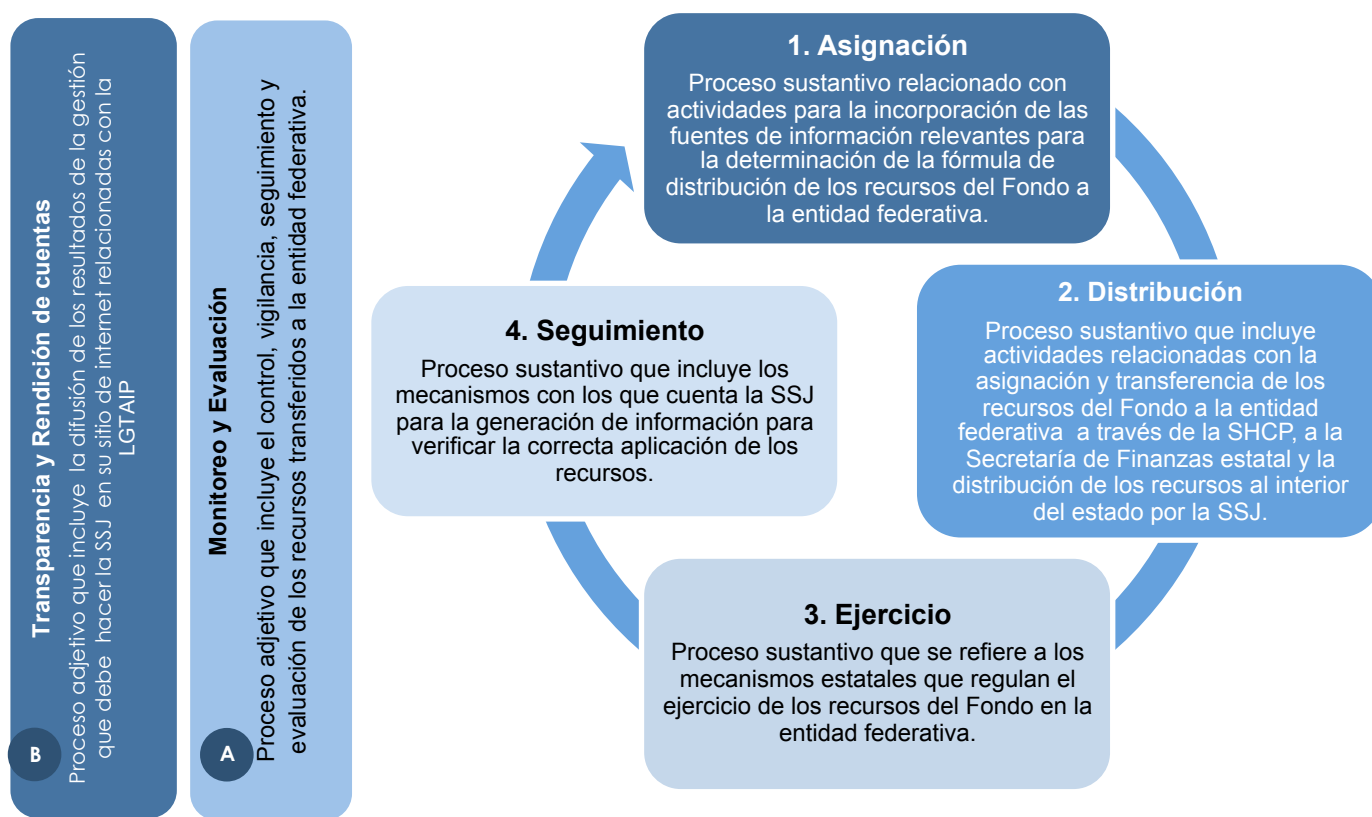 Transparencia y Rendición de cuentas
Proceso adjetivo que incluye la difusión de los resultados de la gestión
que debe hacer la SSJ en su sitio de internet relacionadas con la
LGTAIP
B
Monitoreo y Evaluación
Proceso adjetivo que incluye el control, vigilancia, seguimiento y
evaluación de los recursos transferidos a la entidad federativa.
A
1. Asignación
Proceso sustantivo relacionado con
actividades para la incorporación de las
fuentes de información relevantes para
la determinación de la fórmula de
distribución de los recursos del Fondo a
la entidad federativa.
2. Distribución
Proceso sustantivo que incluye
actividades relacionadas con la
asignación y transferencia de los
recursos del Fondo a la entidad
federativa a través de la SHCP, a la
Secretaría de Finanzas estatal y la
distribución de los recursos al interior
del estado por la SSJ.
3. Ejercicio
Proceso sustantivo que se refiere a los
mecanismos estatales que regulan el
ejercicio de los recursos del Fondo en la
entidad federativa.
4. Seguimiento
Proceso sustantivo que incluye los
mecanismos con los que cuenta la SSJ
para la generación de información para
verificar la correcta aplicación de los
recursos.